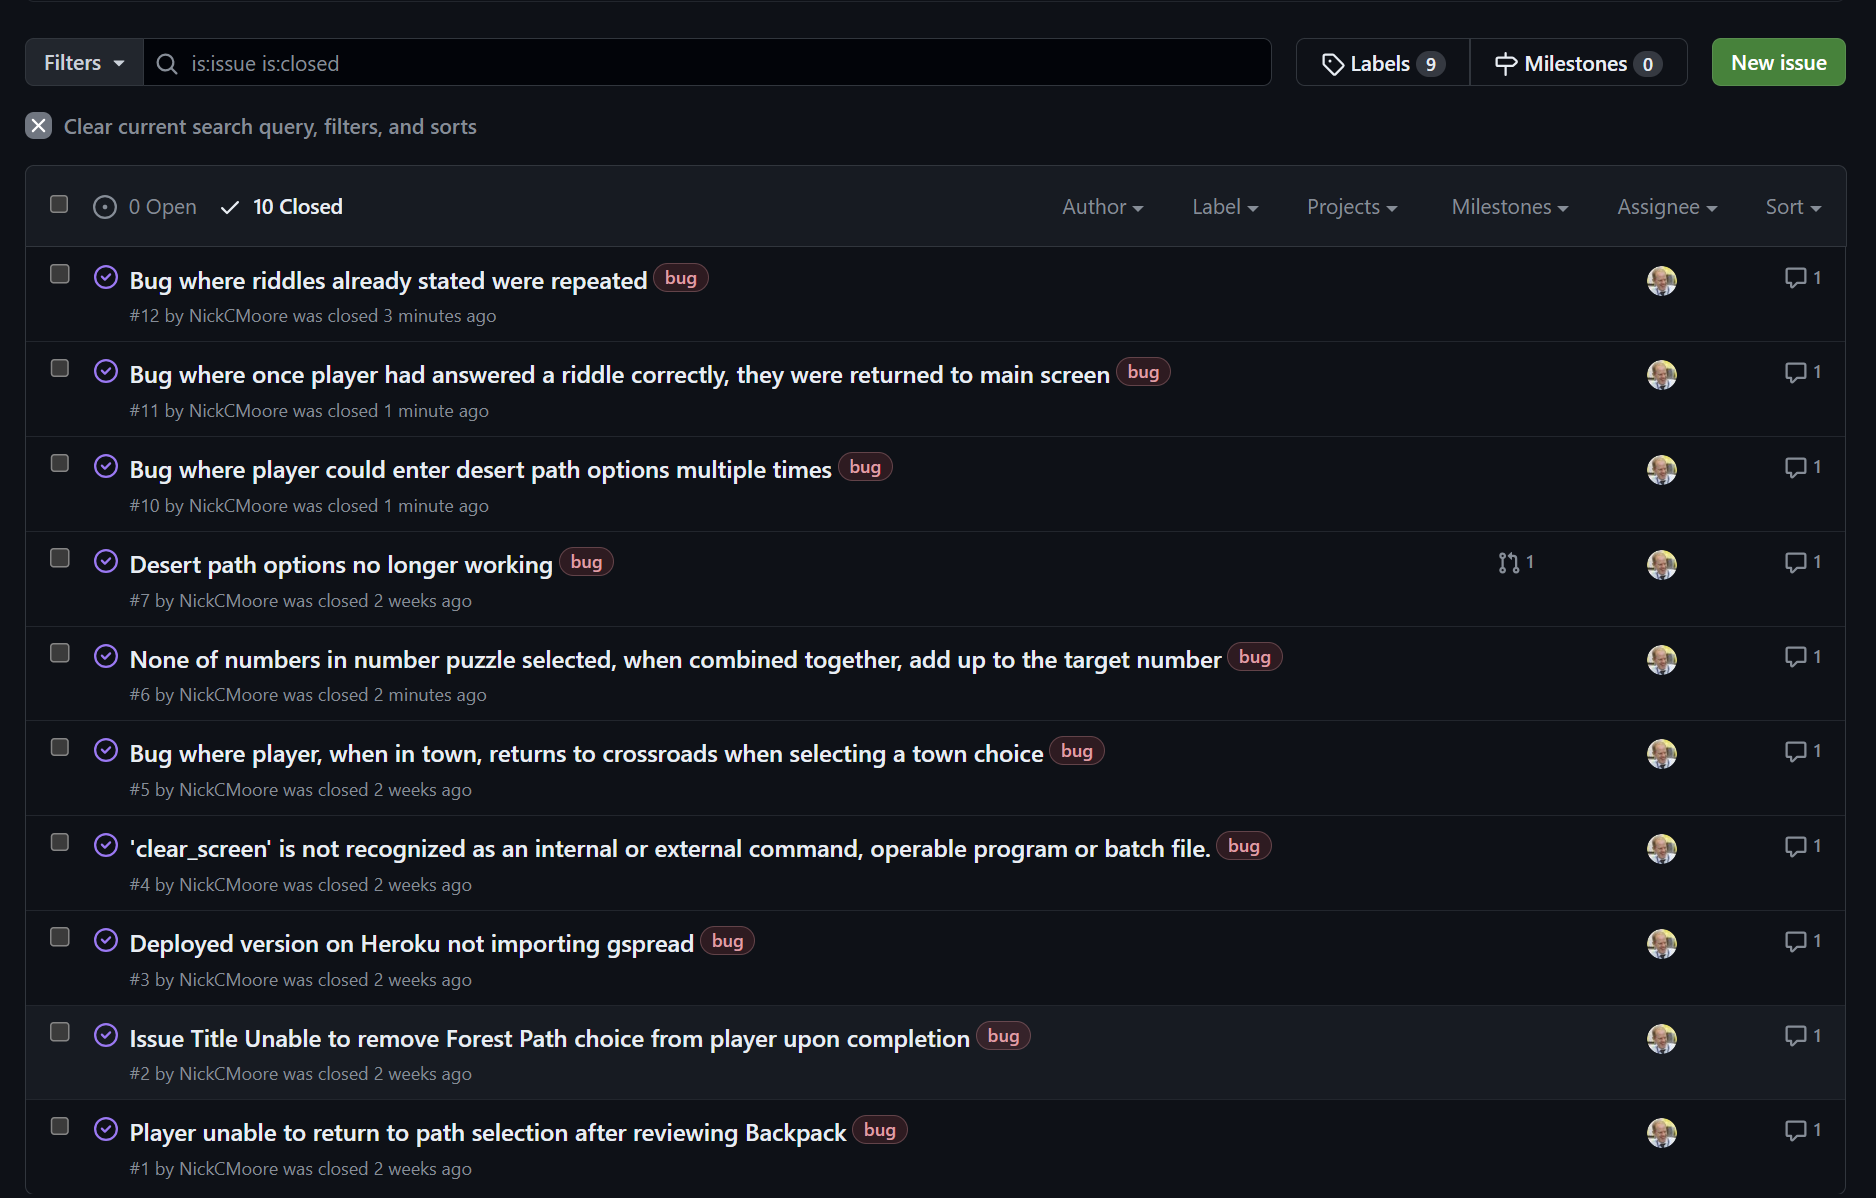 Filters
is:issue is:closed
Labels 9
Milestones 0
New issue
Clear current search query, filters, and sorts
0 Open
10 Closed
Author
Label
Projects
Milestones
Assignee
Sort
Bug where riddles already stated were repeated bug
1
#12 by NickCMoore was closed 3 minutes ago
Bug where once player had answered a riddle correctly, they were returned to main screen bug
1
#11 by NickCMoore was closed 1 minute ago
Bug where player could enter desert path options multiple times bug
1
#10 by NickCMoore was closed 1 minute ago
Desert path options no longer working bug
1
1
#7 by NickCMoore was closed 2 weeks ago
None of numbers in number puzzle selected, when combined together, add up to the target number bug
1
#6 by NickCMoore was closed 2 minutes ago
Bug where player, when in town, returns to crossroads when selecting a town choice bug
1
#5 by NickCMoore was closed 2 weeks ago
'clear_screen' is not recognized as an internal or external command, operable program or batch file. bug
1
#4 by NickCMoore was closed 2 weeks ago
Deployed version on Heroku not importing gspread bug
1
#3 by NickCMoore was closed 2 weeks ago
Issue Title Unable to remove Forest Path choice from player upon completion bug
1
#2 by NickCMoore was closed 2 weeks ago
Player unable to return to path selection after reviewing Backpack bug
1
#1 by NickCMoore was closed 2 weeks ago